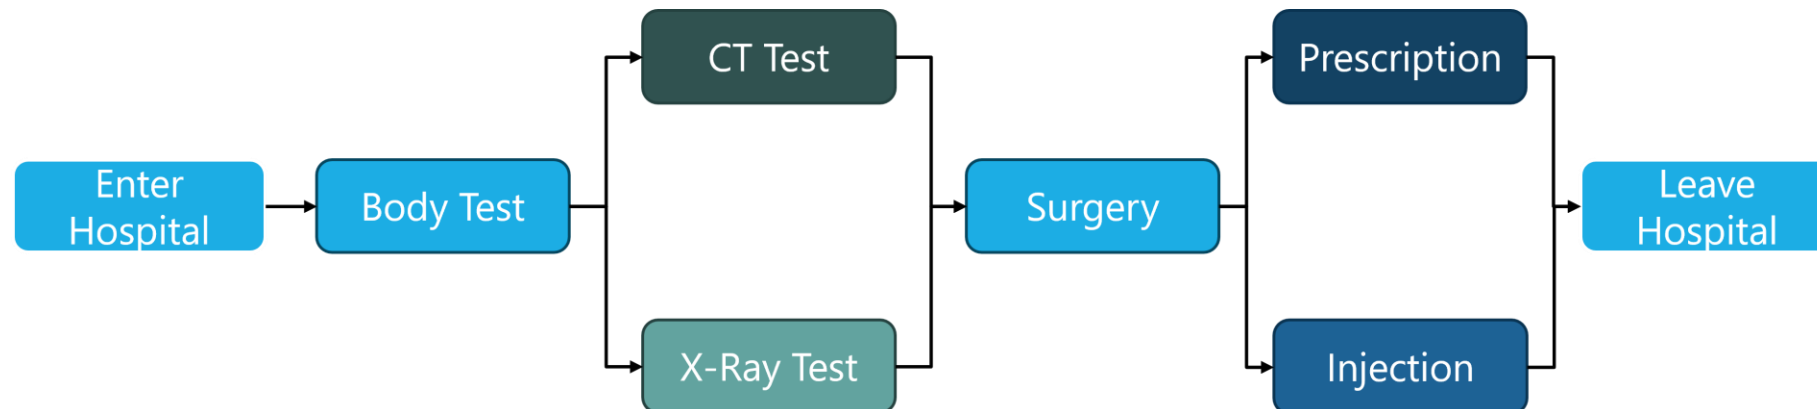 Enter
Hospital
Body Test
CT Test
X-Ray Test
Surgery
Prescription
Injection
Leave
Hospital